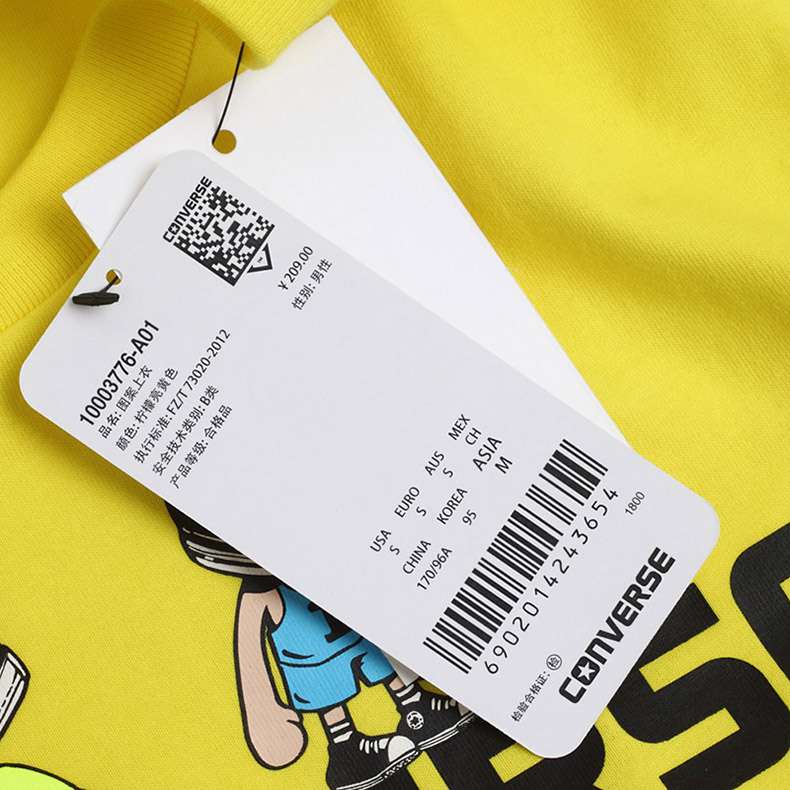 CONVERSE
¥ 209.00
性别: 男性
10003776-A01
品名: 图案上衣
颜色: 柠檬亮黄色
执行标准: FZ/T 73020-2012
安全技术类别: B类
产品等级: 合格品
USA EURO AUS MEX
S S S CH
CHINA KOREA ASIA
170/96A 95 M
6902014243654
1800
检验合格证: 检
CONVERSE